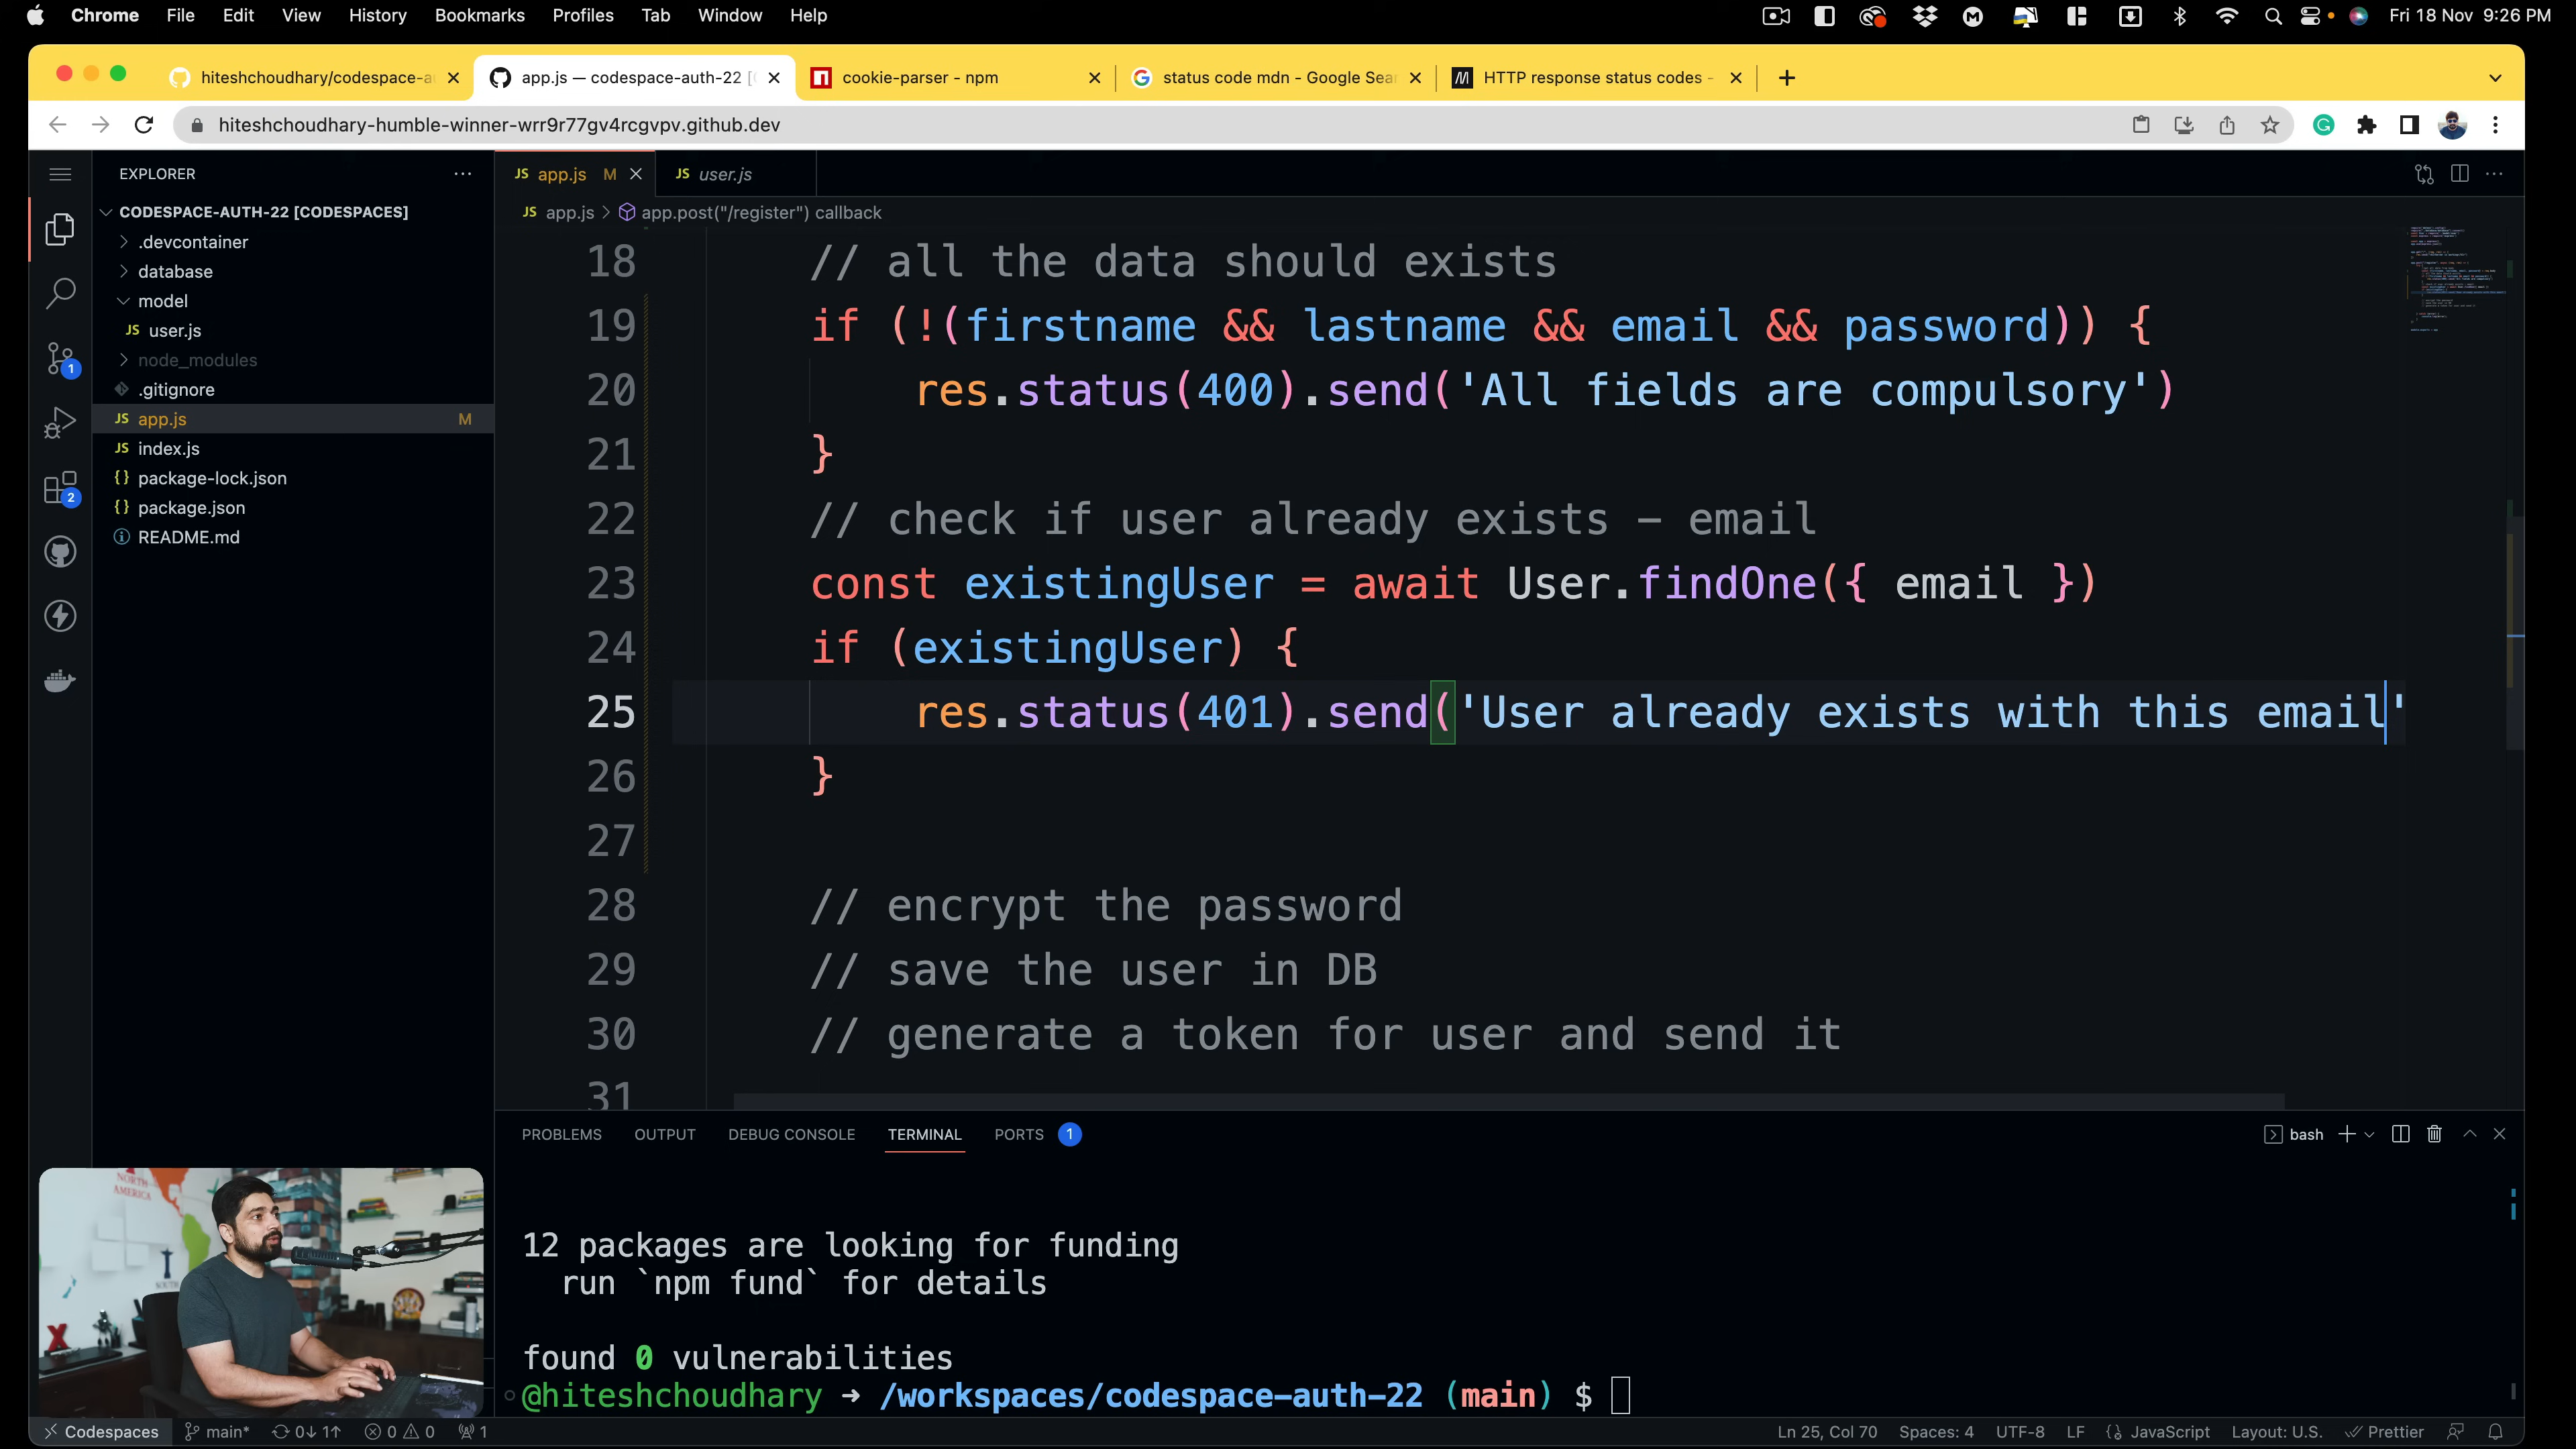 Chrome File Edit View History Bookmarks Profiles Tab Window Help
Fri 18 Nov 9:26 PM
hiteshchoudhary/codespace-a
app.js — codespace-auth-22 [
cookie-parser - npm
status code mdn - Google Sea
HTTP response status codes -
hiteshchoudhary-humble-winner-wrr9r77gv4rcgvpv.github.dev
EXPLORER
CODESPACE-AUTH-22 [CODESPACES]
.devcontainer
database
model
JS user.js
node_modules
.gitignore
JS app.js M
JS index.js
{} package-lock.json
{} package.json
README.md
1
2
JS app.js M
JS user.js
JS app.js > app.post("/register") callback
18 // all the data should exists
19 if (!(firstname && lastname && email && password)) {
20 res.status(400).send('All fields are compulsory')
21 }
22 // check if user already exists - email
23 const existingUser = await User.findOne({ email })
24 if (existingUser) {
25 res.status(401).send('User already exists with this email'
26 }
27
28 // encrypt the password
29 // save the user in DB
30 // generate a token for user and send it
31
PROBLEMS OUTPUT DEBUG CONSOLE TERMINAL PORTS 1
bash
12 packages are looking for funding
run `npm fund` for details
found 0 vulnerabilities
@hiteshchoudhary → /workspaces/codespace-auth-22 (main) $
NORTH
AMERICA
Codespaces main* 0↓ 1↑ 0 0 1
Ln 25, Col 70 Spaces: 4 UTF-8 LF JavaScript Layout: U.S. Prettier